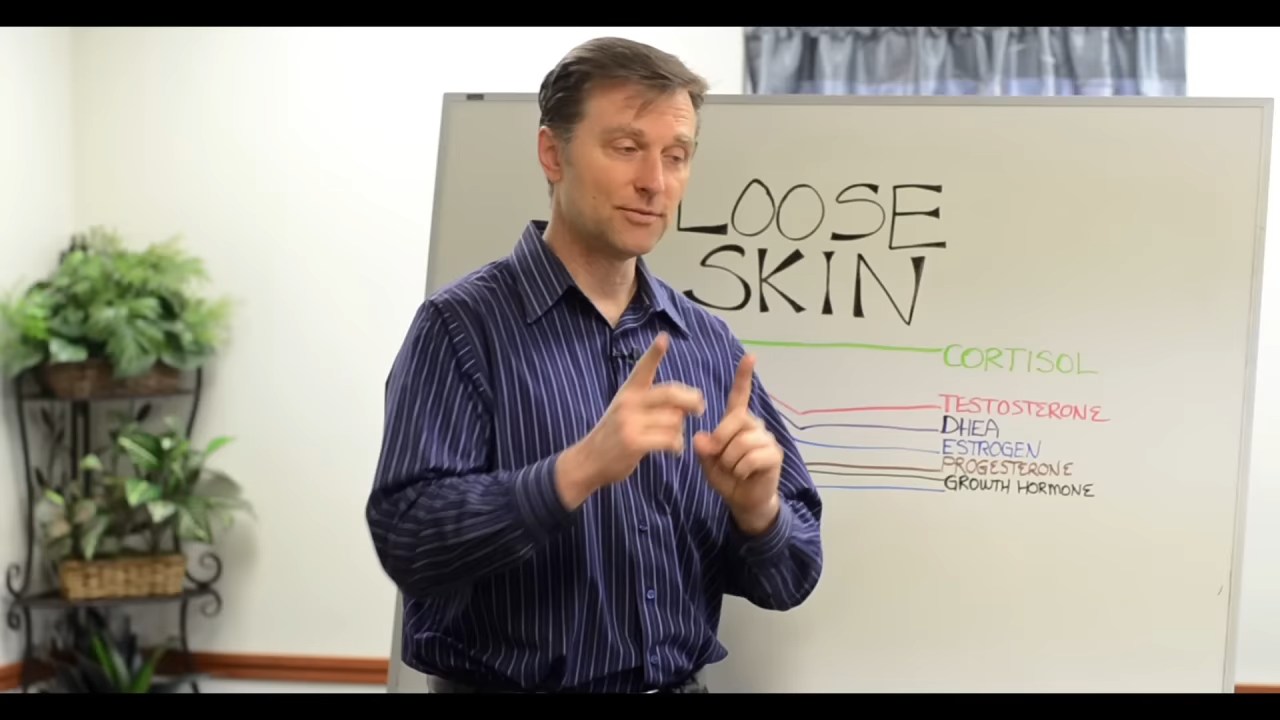 LOOSE
SKIN
CORTISOL
TESTOSTERONE
DHEA
ESTROGEN
PROGESTERONE
GROWTH HORMONE